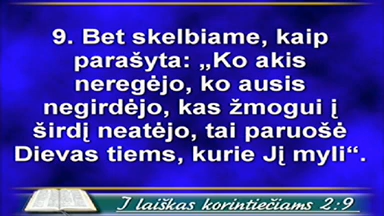 9. Bet skelbiame, kaip
parašyta: „Ko akis
neregėjo, ko ausis
negirdėjo, kas žmogui į
širdį neatėjo, tai paruošė
Dievas tiems, kurie Jį myli“.
I laiškas korintiečiams 2:9